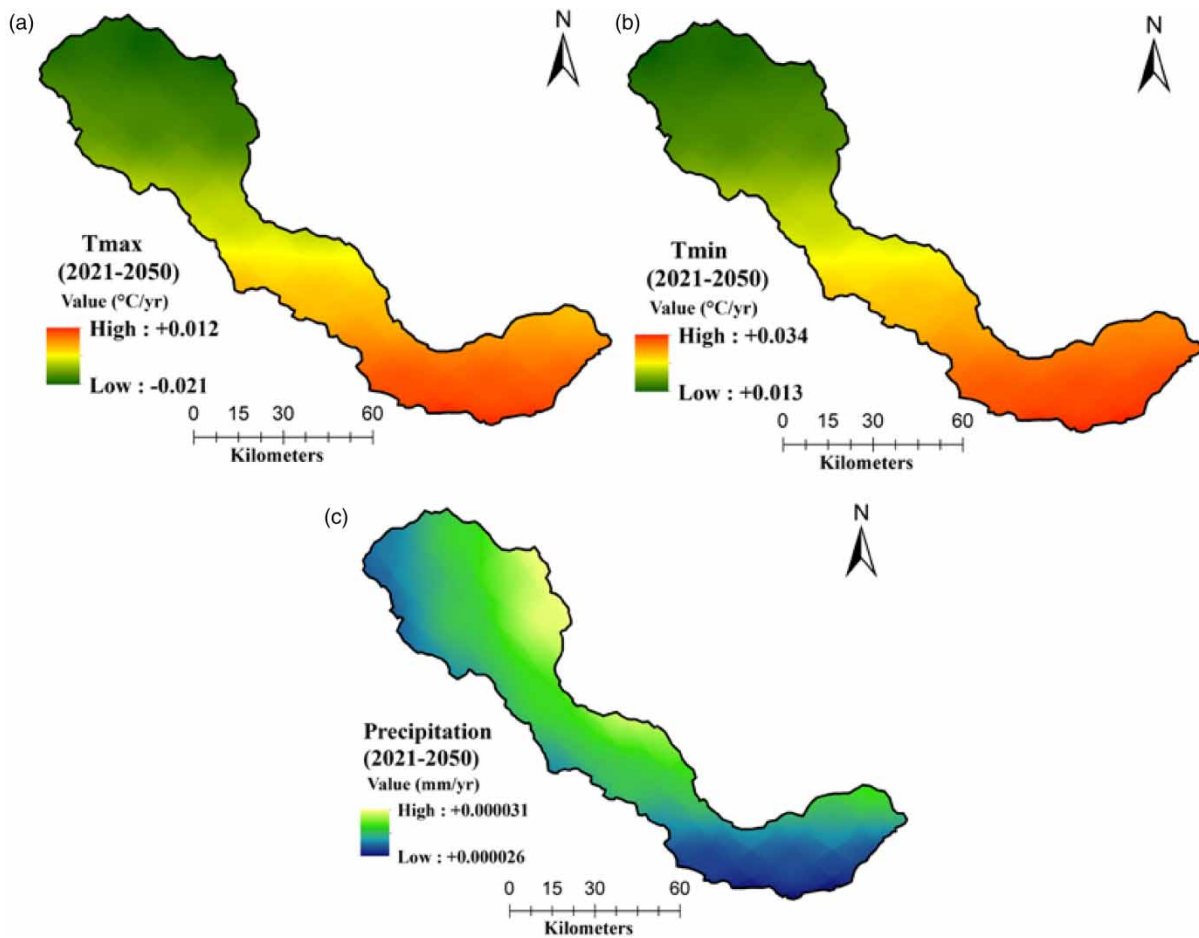 (a)
N
Tmax
(2021-2050)
Value (°C/yr)
High : +0.012
Low : -0.021
0 15 30 60
Kilometers
(b)
N
Tmin
(2021-2050)
Value (°C/yr)
High : +0.034
Low : +0.013
0 15 30 60
Kilometers
(c)
N
Precipitation
(2021-2050)
Value (mm/yr)
High : +0.000031
Low : +0.000026
0 15 30 60
Kilometers